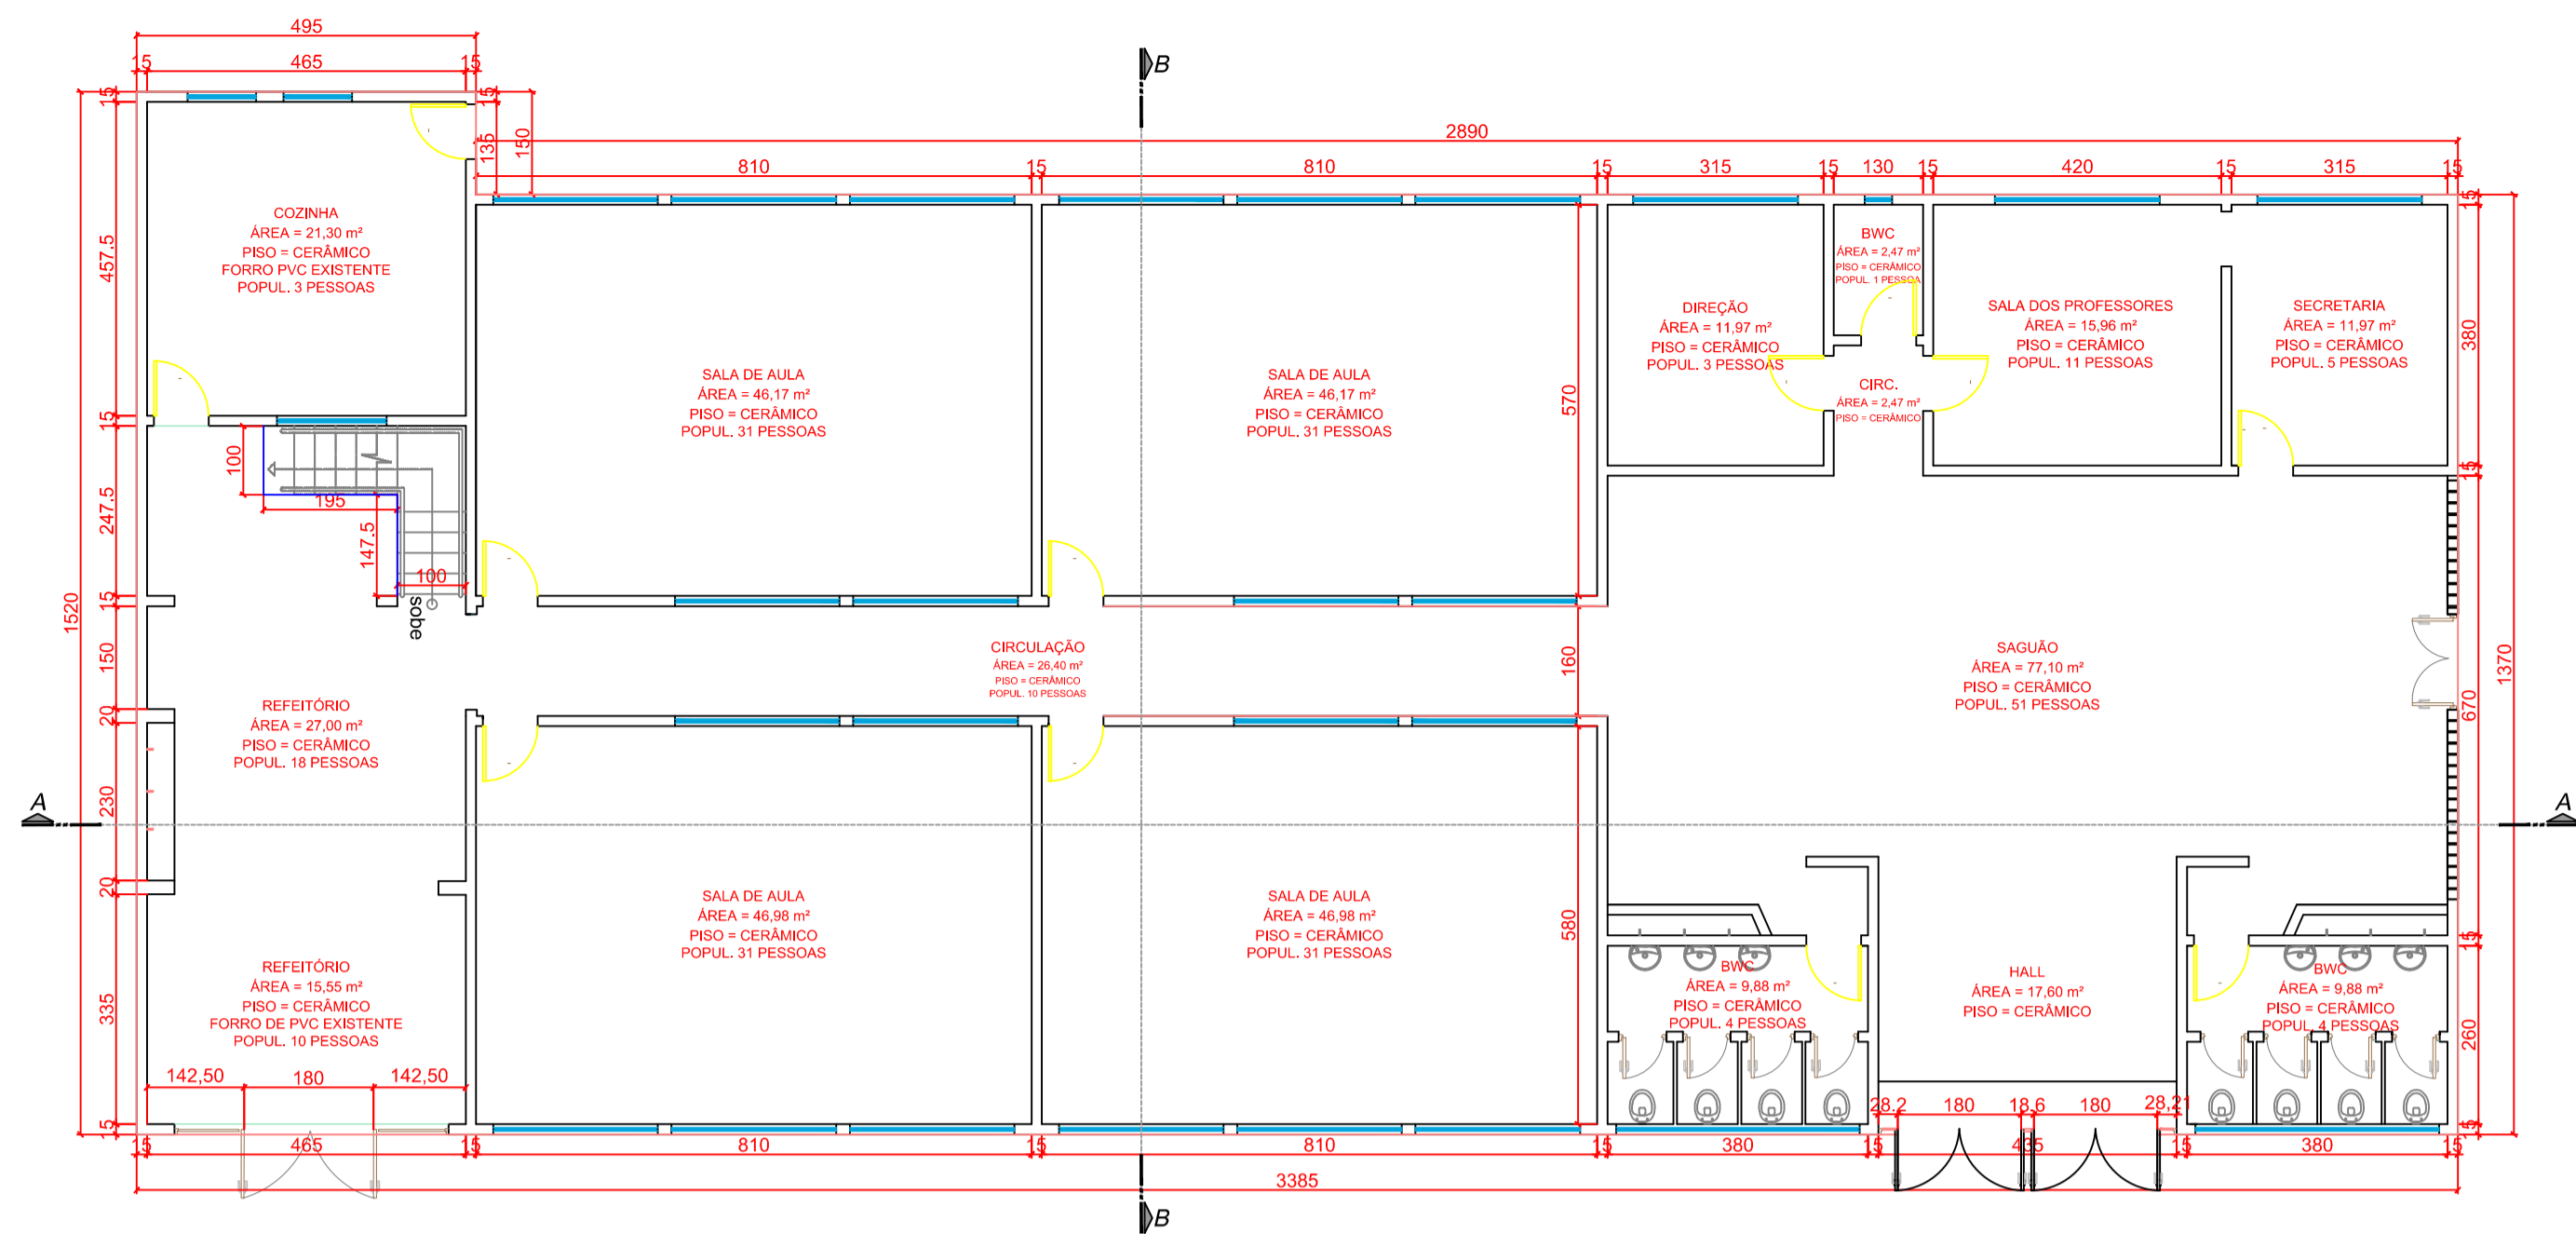 495
15 465 15
B
2890
810 15 810 15 315 15 130 15 420 15 315 15
15
135
150
15
457.5
15
247.5
15
150
20
230
20
335
15
1520
COZINHA
ÁREA = 21,30 m²
PISO = CERÂMICO
FORRO PVC EXISTENTE
POPUL. 3 PESSOAS
SALA DE AULA
ÁREA = 46,17 m²
PISO = CERÂMICO
POPUL. 31 PESSOAS
SALA DE AULA
ÁREA = 46,17 m²
PISO = CERÂMICO
POPUL. 31 PESSOAS
570
DIREÇÃO
ÁREA = 11,97 m²
PISO = CERÂMICO
POPUL. 3 PESSOAS
BWC
ÁREA = 2,47 m²
PISO = CERÂMICO
POPUL. 1 PESSOA
CIRC.
ÁREA = 2,47 m²
PISO = CERÂMICO
SALA DOS PROFESSORES
ÁREA = 15,96 m²
PISO = CERÂMICO
POPUL. 11 PESSOAS
SECRETARIA
ÁREA = 11,97 m²
PISO = CERÂMICO
POPUL. 5 PESSOAS
15
380
15
670
15
260
15
1370
100
195
147.5
100
sobe
CIRCULAÇÃO
ÁREA = 26,40 m²
PISO = CERÂMICO
POPUL. 10 PESSOAS
160
SAGUÃO
ÁREA = 77,10 m²
PISO = CERÂMICO
POPUL. 51 PESSOAS
REFEITÓRIO
ÁREA = 27,00 m²
PISO = CERÂMICO
POPUL. 18 PESSOAS
A
A
SALA DE AULA
ÁREA = 46,98 m²
PISO = CERÂMICO
POPUL. 31 PESSOAS
SALA DE AULA
ÁREA = 46,98 m²
PISO = CERÂMICO
POPUL. 31 PESSOAS
580
REFEITÓRIO
ÁREA = 15,55 m²
PISO = CERÂMICO
FORRO DE PVC EXISTENTE
POPUL. 10 PESSOAS
BWC
ÁREA = 9,88 m²
PISO = CERÂMICO
POPUL. 4 PESSOAS
HALL
ÁREA = 17,60 m²
PISO = CERÂMICO
BWC
ÁREA = 9,88 m²
PISO = CERÂMICO
POPUL. 4 PESSOAS
142,50 180 142,50
28.2 180 18,6 180 28,21
15 465 15 810 15 810 15 380 15 435 15 380 15
3385
B